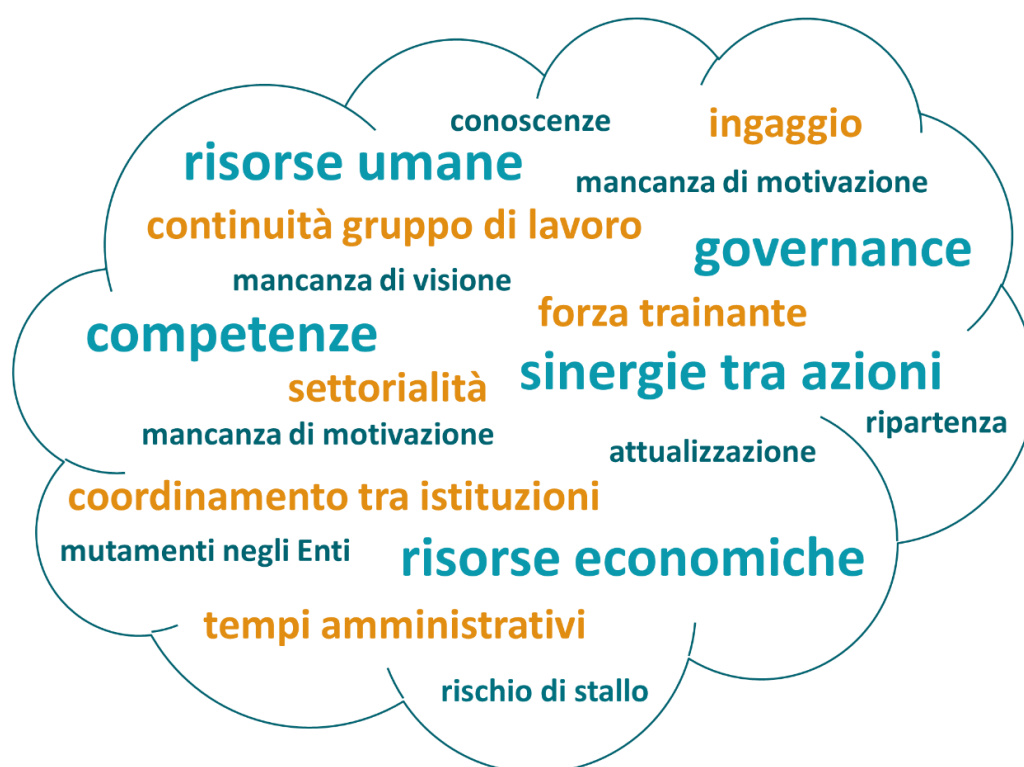 conoscenze
ingaggio
risorse umane
mancanza di motivazione
continuità gruppo di lavoro
governance
mancanza di visione
forza trainante
competenze
sinergie tra azioni
settorialità
ripartenza
mancanza di motivazione
attualizzazione
coordinamento tra istituzioni
mutamenti negli Enti
risorse economiche
tempi amministrativi
rischio di stallo